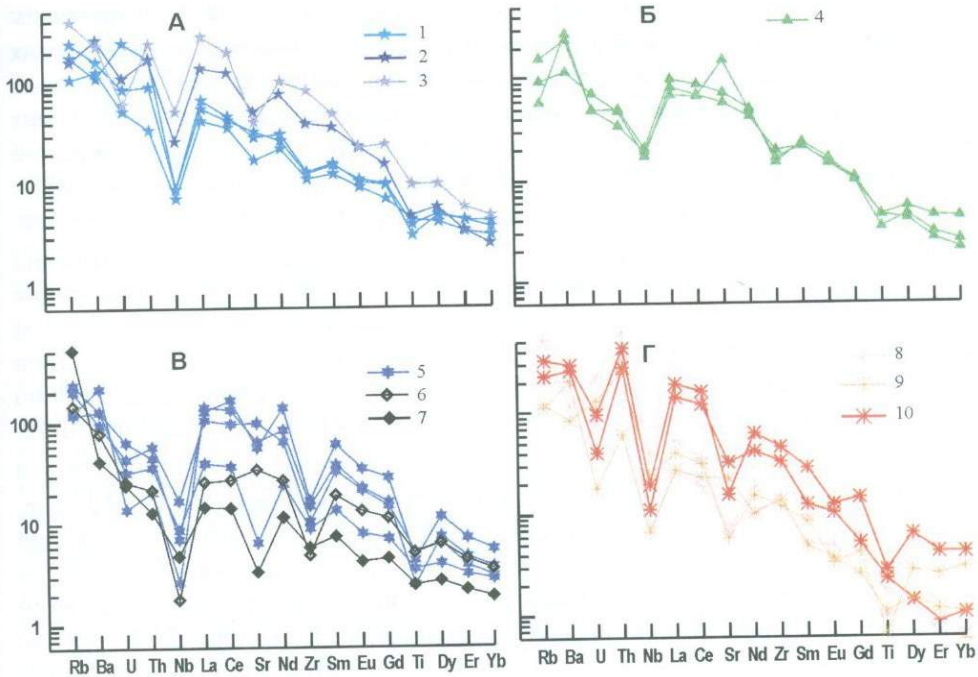 А
1
2
3
100
10
1
Б
4
В
5
6
7
100
10
1
Rb Ba U Th Nb La Ce Sr Nd Zr Sm Eu Gd Ti Dy Er Yb
Г
8
9
10
Rb Ba U Th Nb La Ce Sr Nd Zr Sm Eu Gd Ti Dy Er Yb